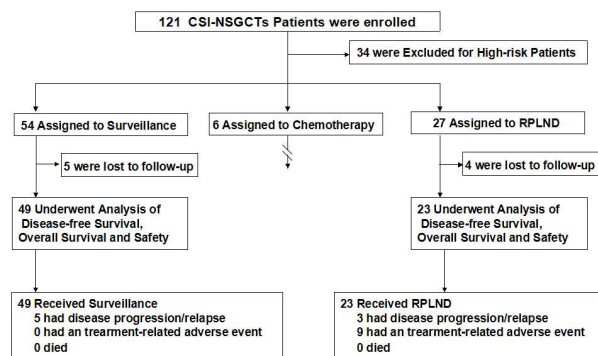 121 CSI-NSGCTs Patients were enrolled
34 were Excluded for High-risk Patients
54 Assigned to Surveillance
6 Assigned to Chemotherapy
27 Assigned to RPLND
5 were lost to follow-up
4 were lost to follow-up
49 Underwent Analysis of
Disease-free Survival,
Overall Survival and Safety
23 Underwent Analysis of
Disease-free Survival,
Overall Survival and Safety
49 Received Surveillance
5 had disease progression/relapse
0 had an trearment-related adverse event
0 died
23 Received RPLND
3 had disease progression/relapse
9 had an trearment-related adverse event
0 died